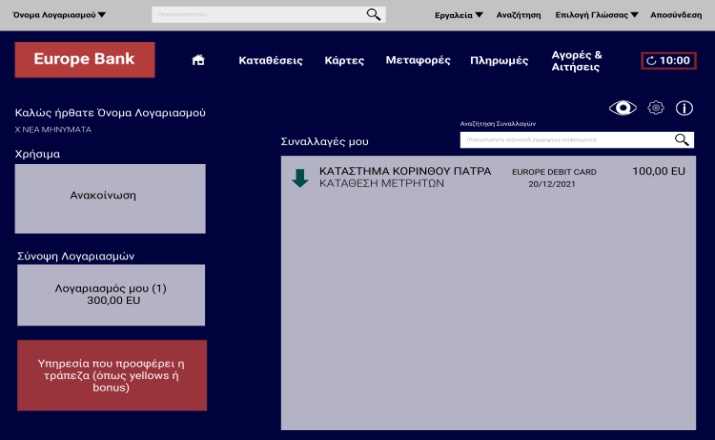 Όνομα Λογαριασμού
Εργαλεία
Αναζήτηση
Επιλογή Γλώσσας
Αποσύνδεση
Europe Bank
Καταθέσεις
Κάρτες
Μεταφορές
Πληρωμές
Αγορές &
Αιτήσεις
10:00
Καλώς ήρθατε Όνομα Λογαριασμού
Χ ΝΕΑ ΜΗΝΥΜΑΤΑ
Χρήσιμα
Ανακοίνωση
Σύνοψη Λογαριασμών
Λογαριασμός μου (1)
300,00 EU
Υπηρεσία που προσφέρει η
τράπεζα (όπως yellows ή
bonus)
Αναζήτηση Συναλλαγών
Συναλλαγές μου
ΚΑΤΑΣΤΗΜΑ ΚΟΡΙΝΘΟΥ ΠΑΤΡΑ
ΚΑΤΑΘΕΣΗ ΜΕΤΡΗΤΩΝ
EUROPE DEBIT CARD
20/12/2021
100,00 EU